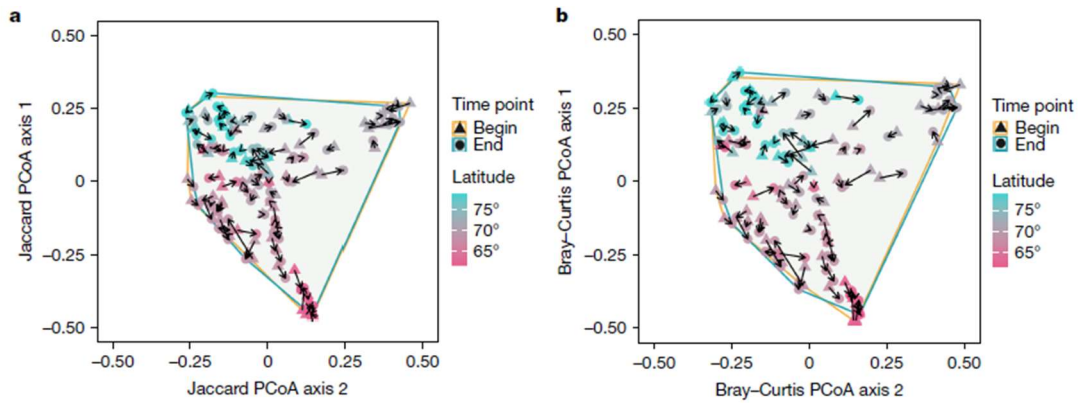 a
Jaccard PCoA axis 1
0.50
0.25
0
–0.25
–0.50
–0.50
–0.25
0
0.25
0.50
Jaccard PCoA axis 2
Time point
Begin
End
Latitude
75°
70°
65°
b
Bray–Curtis PCoA axis 1
0.50
0.25
0
–0.25
–0.50
–0.50
–0.25
0
0.25
0.50
Bray–Curtis PCoA axis 2
Time point
Begin
End
Latitude
75°
70°
65°